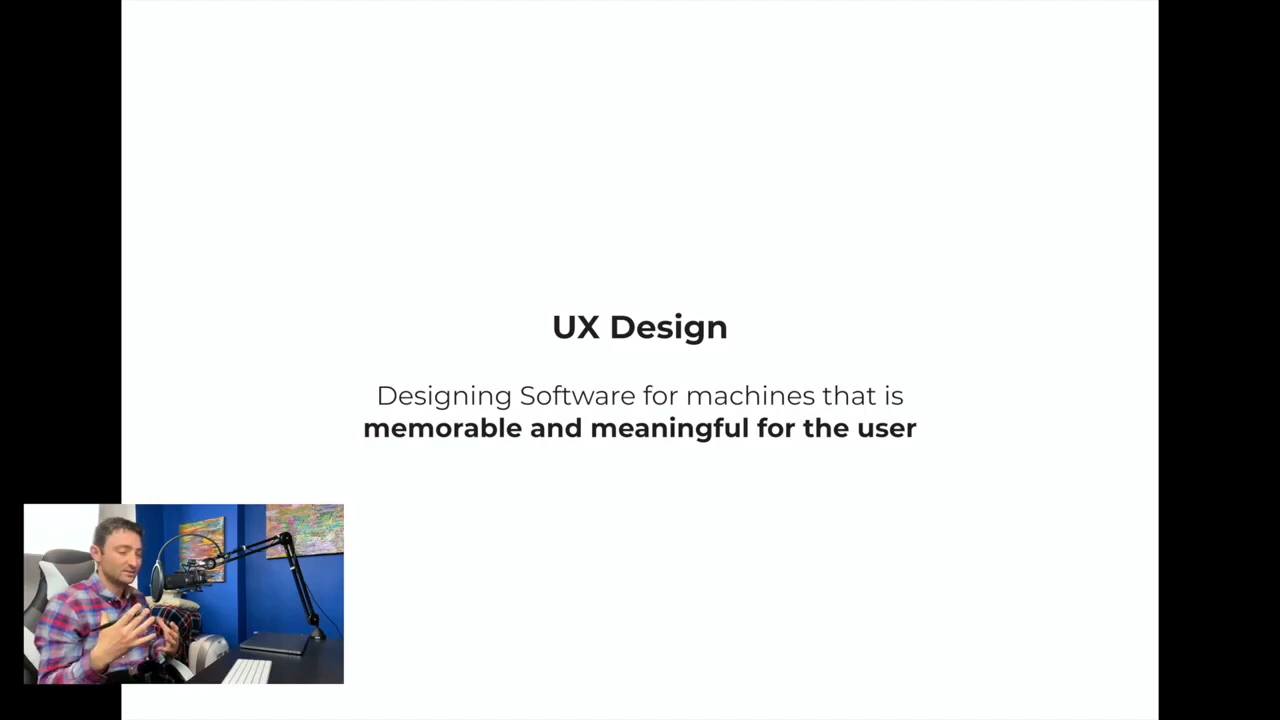 UX Design
Designing Software for machines that is
memorable and meaningful for the user